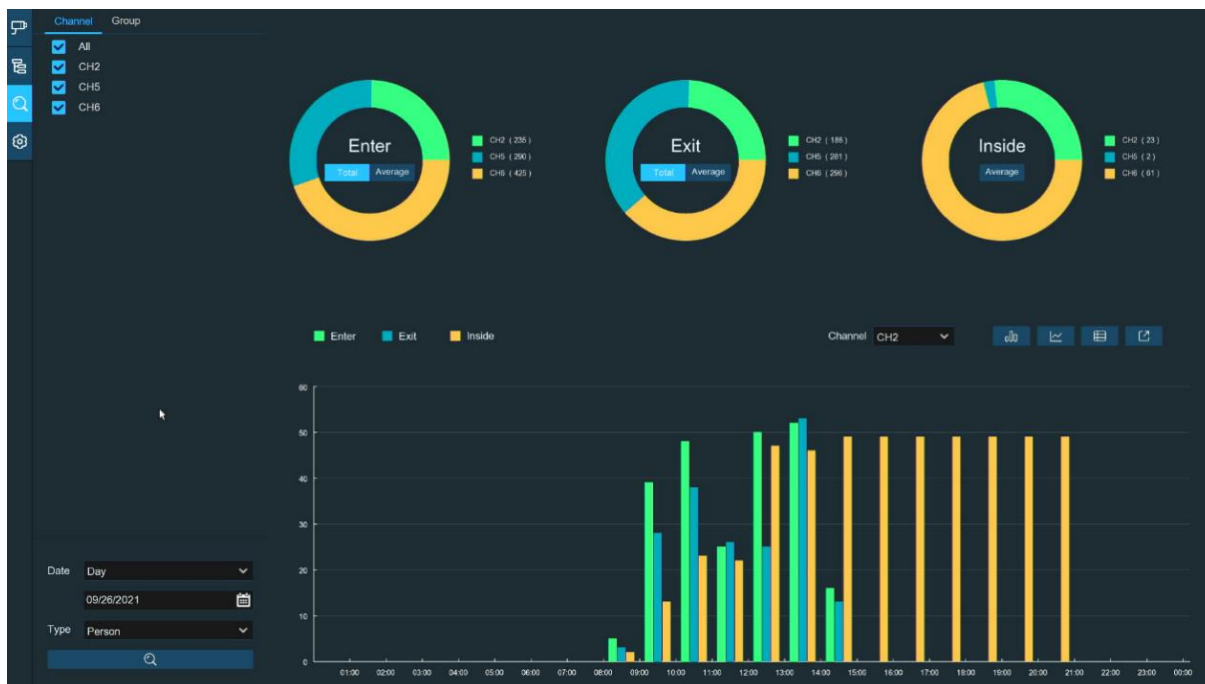 Channel Group
All
CH2
CH5
CH6
Enter
Total Average
CH2 ( 235 )
CH5 ( 290 )
CH6 ( 425 )
Exit
Total Average
CH2 ( 186 )
CH5 ( 281 )
CH6 ( 296 )
Inside
Average
CH2 ( 23 )
CH5 ( 2 )
CH6 ( 61 )
Enter Exit Inside
Channel CH2
60
50
40
30
20
10
0
01:00 02:00 03:00 04:00 05:00 06:00 07:00 08:00 09:00 10:00 11:00 12:00 13:00 14:00 15:00 16:00 17:00 18:00 19:00 20:00 21:00 22:00 23:00 00:00
Date Day
09/26/2021
Type Person